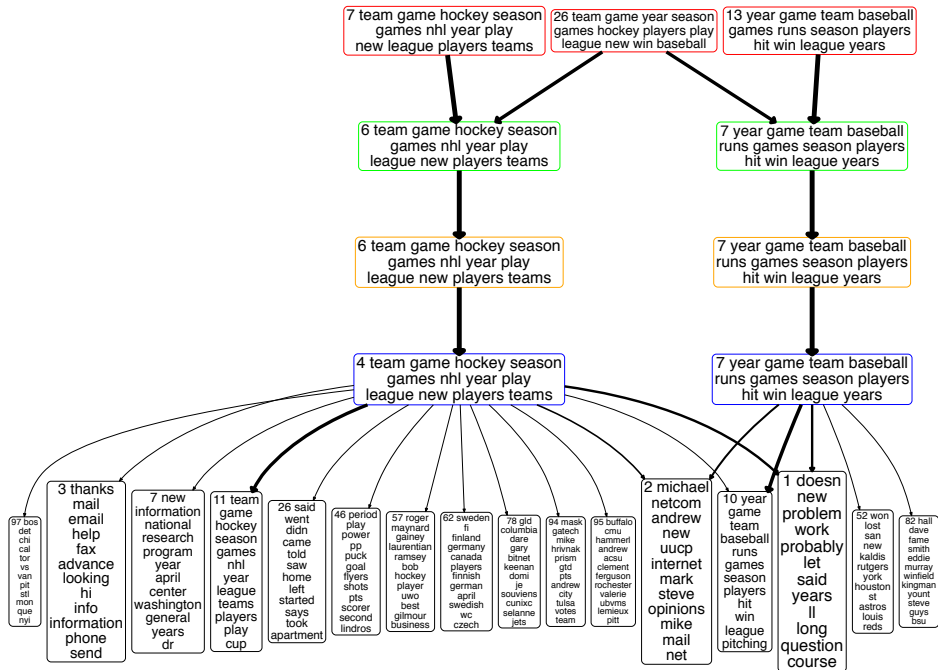 7 team game hockey season
games nhl year play
new league players teams
26 team game year season
games hockey players play
league new win baseball
13 year game team baseball
games runs season players
hit win league years
6 team game hockey season
games nhl year play
league new players teams
7 year game team baseball
runs games season players
hit win league years
6 team game hockey season
games nhl year play
league new players teams
7 year game team baseball
runs games season players
hit win league years
4 team game hockey season
games nhl year play
league new players teams
7 year game team baseball
runs games season players
hit win league years
97 bos
det
chi
cal
tor
vs
van
pit
stl
mon
que
nyi
3 thanks
mail
email
help
fax
advance
looking
hi
info
information
phone
send
7 new
information
national
research
program
year
april
center
washington
general
years
dr
11 team
game
hockey
season
games
nhl
year
league
teams
players
play
cup
26 said
went
didn
came
told
saw
home
left
started
says
took
apartment
46 period
play
power
pp
puck
goal
flyers
shots
pts
scorer
second
lindros
57 roger
maynard
gainey
laurentian
ramsey
bob
hockey
player
uwo
best
gilmour
business
62 sweden
fi
finland
germany
canada
players
finnish
german
april
swedish
wc
czech
78 gld
columbia
dare
gary
bitnet
keenan
domi
je
souviens
cunixc
selanne
jets
94 mask
gatech
mike
hrivnak
prism
gtd
pts
andrew
city
tulsa
votes
team
95 buffalo
cmu
hammerl
andrew
acsu
clement
ferguson
rochester
valerie
ubvms
lemieux
pitt
2 michael
netcom
andrew
new
uucp
internet
mark
steve
opinions
mike
mail
net
10 year
game
team
baseball
runs
games
season
players
hit
win
league
pitching
1 doesn
new
problem
work
probably
let
said
years
ll
long
question
course
52 won
lost
san
new
kaldis
rutgers
york
houston
st
astros
louis
reds
82 hall
dave
fame
smith
eddie
murray
winfield
kingman
yount
steve
guys
bsu